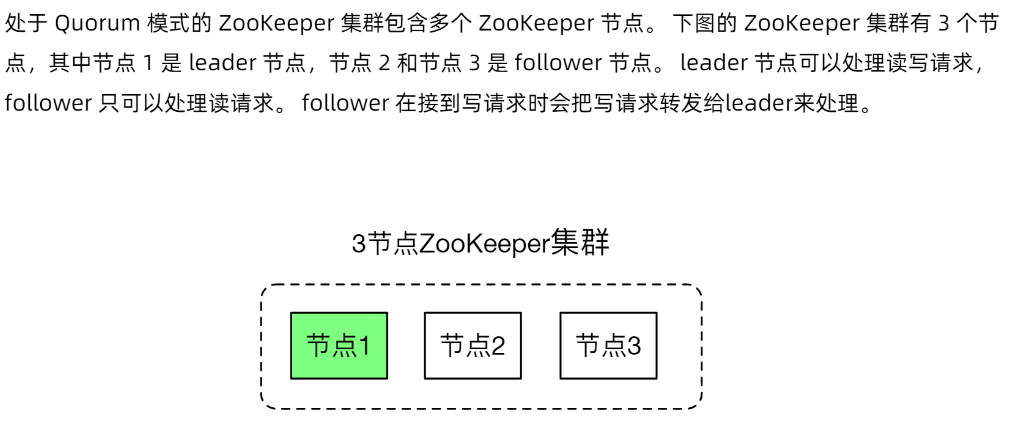 处于 Quorum 模式的 ZooKeeper 集群包含多个 ZooKeeper 节点。 下图的 ZooKeeper 集群有 3 个节
点，其中节点 1 是 leader 节点，节点 2 和节点 3 是 follower 节点。 leader 节点可以处理读写请求，
follower 只可以处理读请求。 follower 在接到写请求时会把写请求转发给leader来处理。
3节点ZooKeeper集群
节点1
节点2
节点3